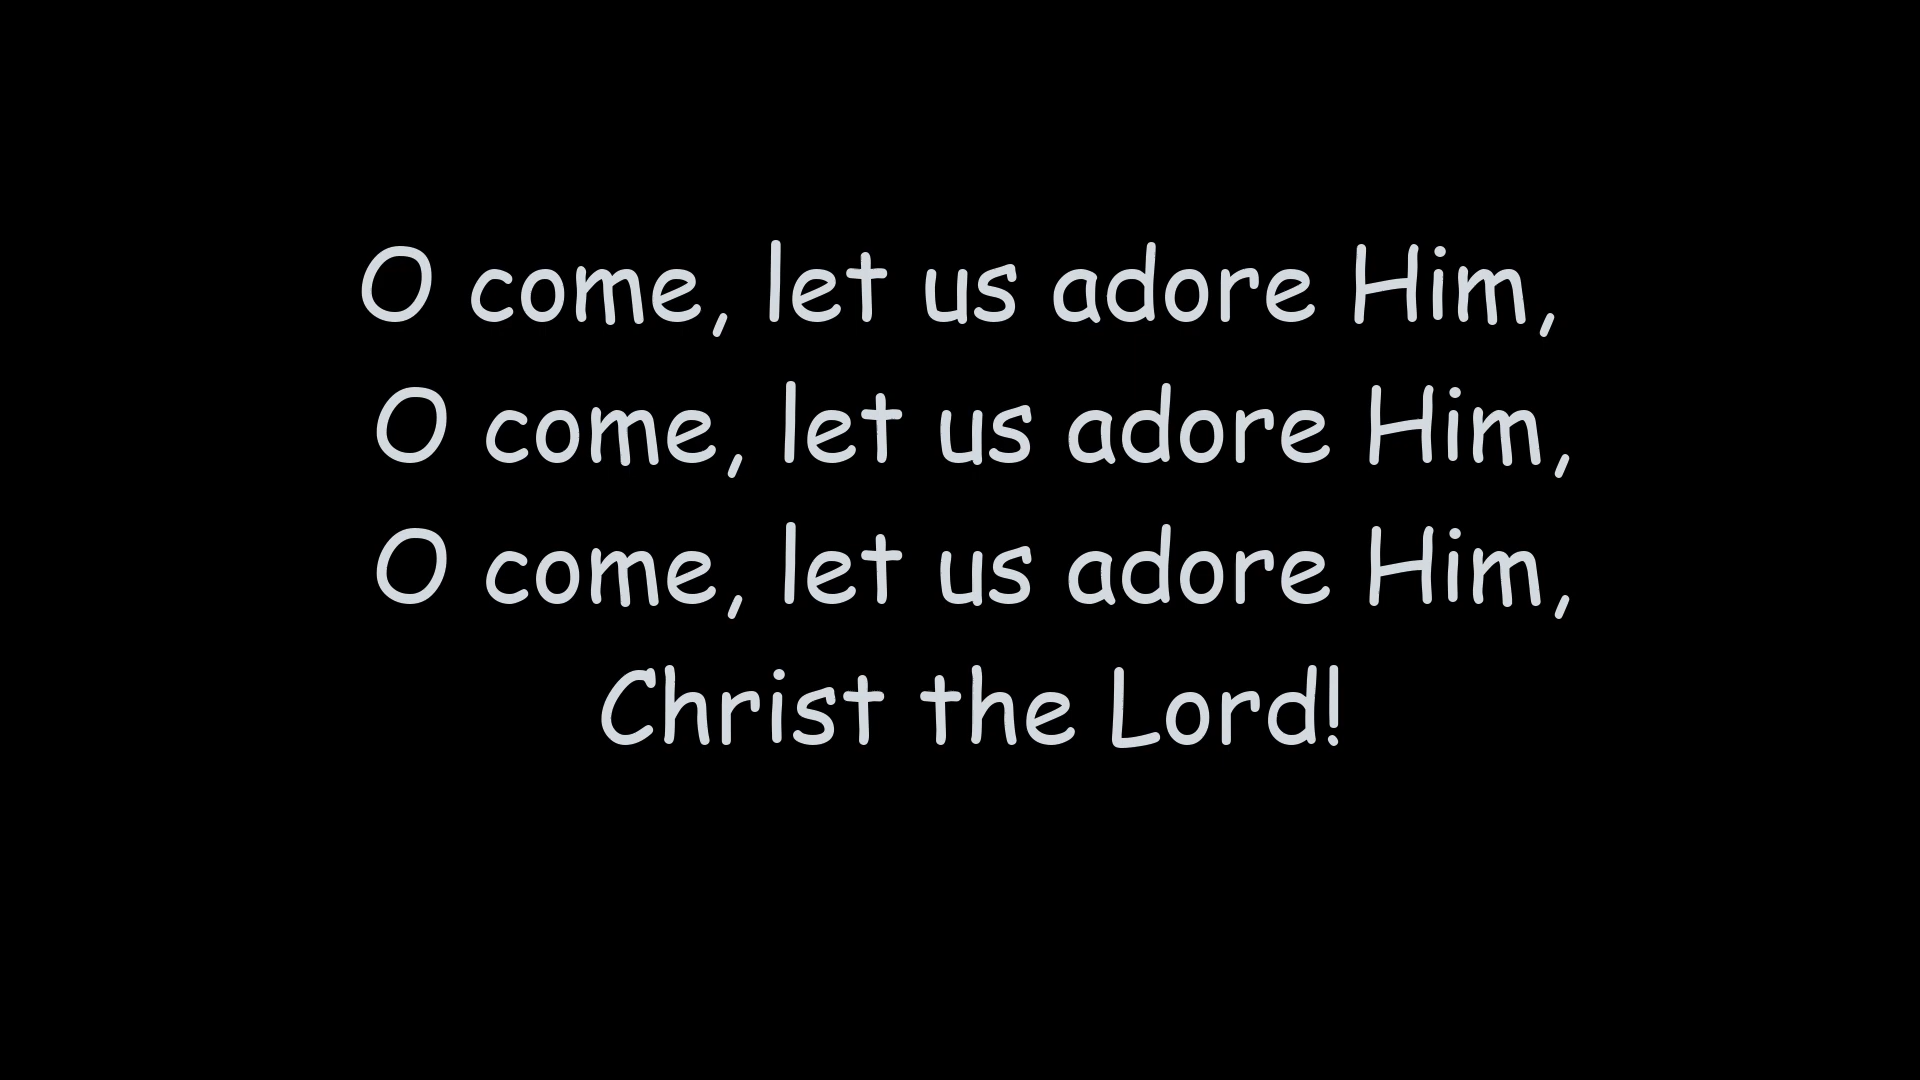 O come, let us adore Him,
O come, let us adore Him,
O come, let us adore Him,
Christ the Lord!